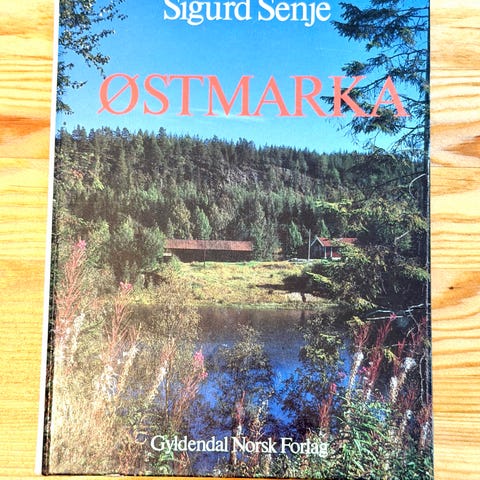 Sigurd Senje
ØSTMARKA
Gyldendal Norsk Forlag